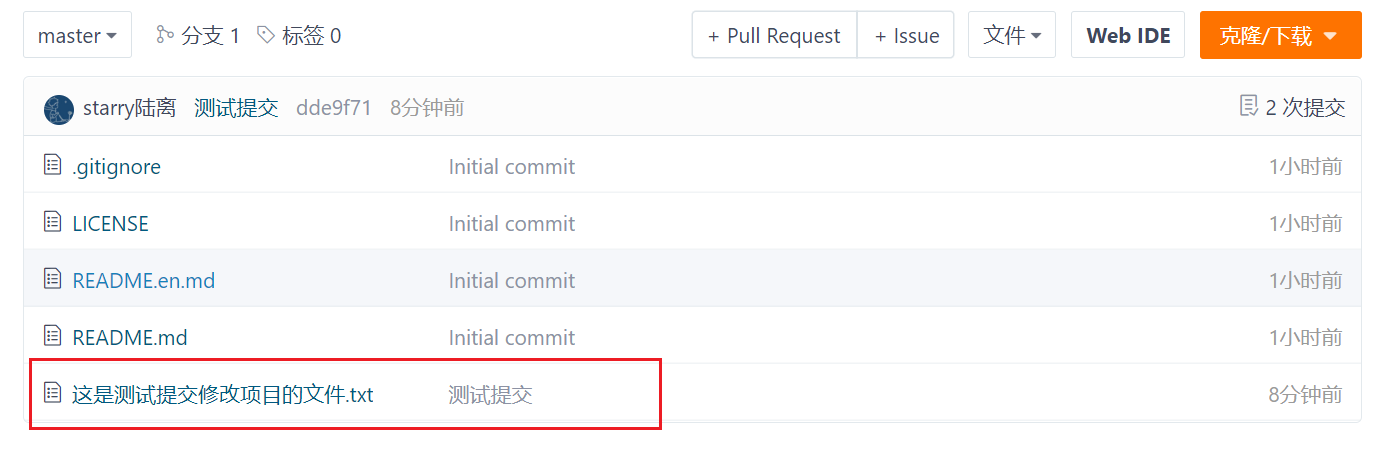 master 分支 1 标签 0 + Pull Request + Issue 文件 Web IDE 克隆/下载
starry陆离 测试提交 dde9f71 8分钟前 2 次提交
.gitignore Initial commit 1小时前
LICENSE Initial commit 1小时前
README.en.md Initial commit 1小时前
README.md Initial commit 1小时前
这是测试提交修改项目的文件.txt 测试提交 8分钟前